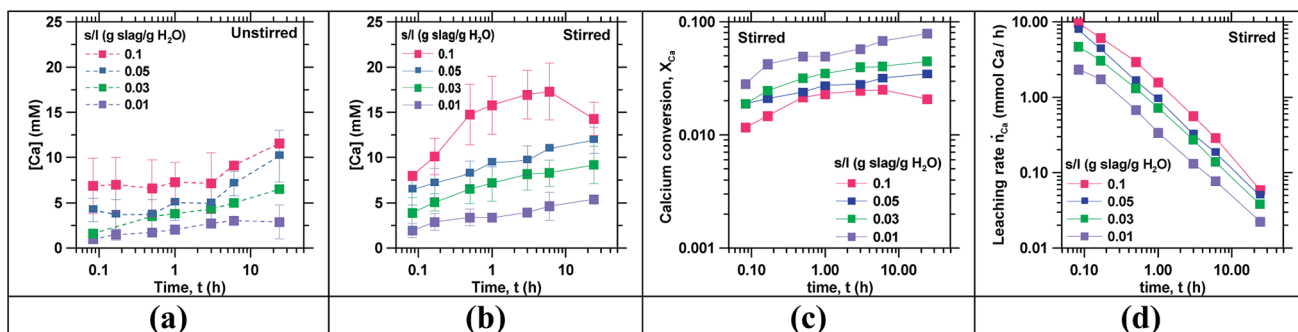 s/l (g slag/g H₂O) Unstirred
0.1
0.05
0.03
0.01
25
20
15
10
5
0
[Ca] (mM)
0.1 1 10
Time, t (h)
(a)
s/l (g slag/g H₂O) Stirred
0.1
0.05
0.03
0.01
25
20
15
10
5
0
[Ca] (mM)
0.1 1 10
Time, t (h)
(b)
Stirred
0.100
0.010
0.001
Calcium conversion, X_Ca
s/l (g slag/g H₂O)
0.1
0.05
0.03
0.01
0.10 1.00 10.00
time, t (h)
(c)
Stirred
10.00
1.00
0.10
0.01
Leaching rate ṅ_Ca (mmol Ca / h)
s/l (g slag/g H₂O)
0.1
0.05
0.03
0.01
0.10 1.00 10.00
time, t (h)
(d)